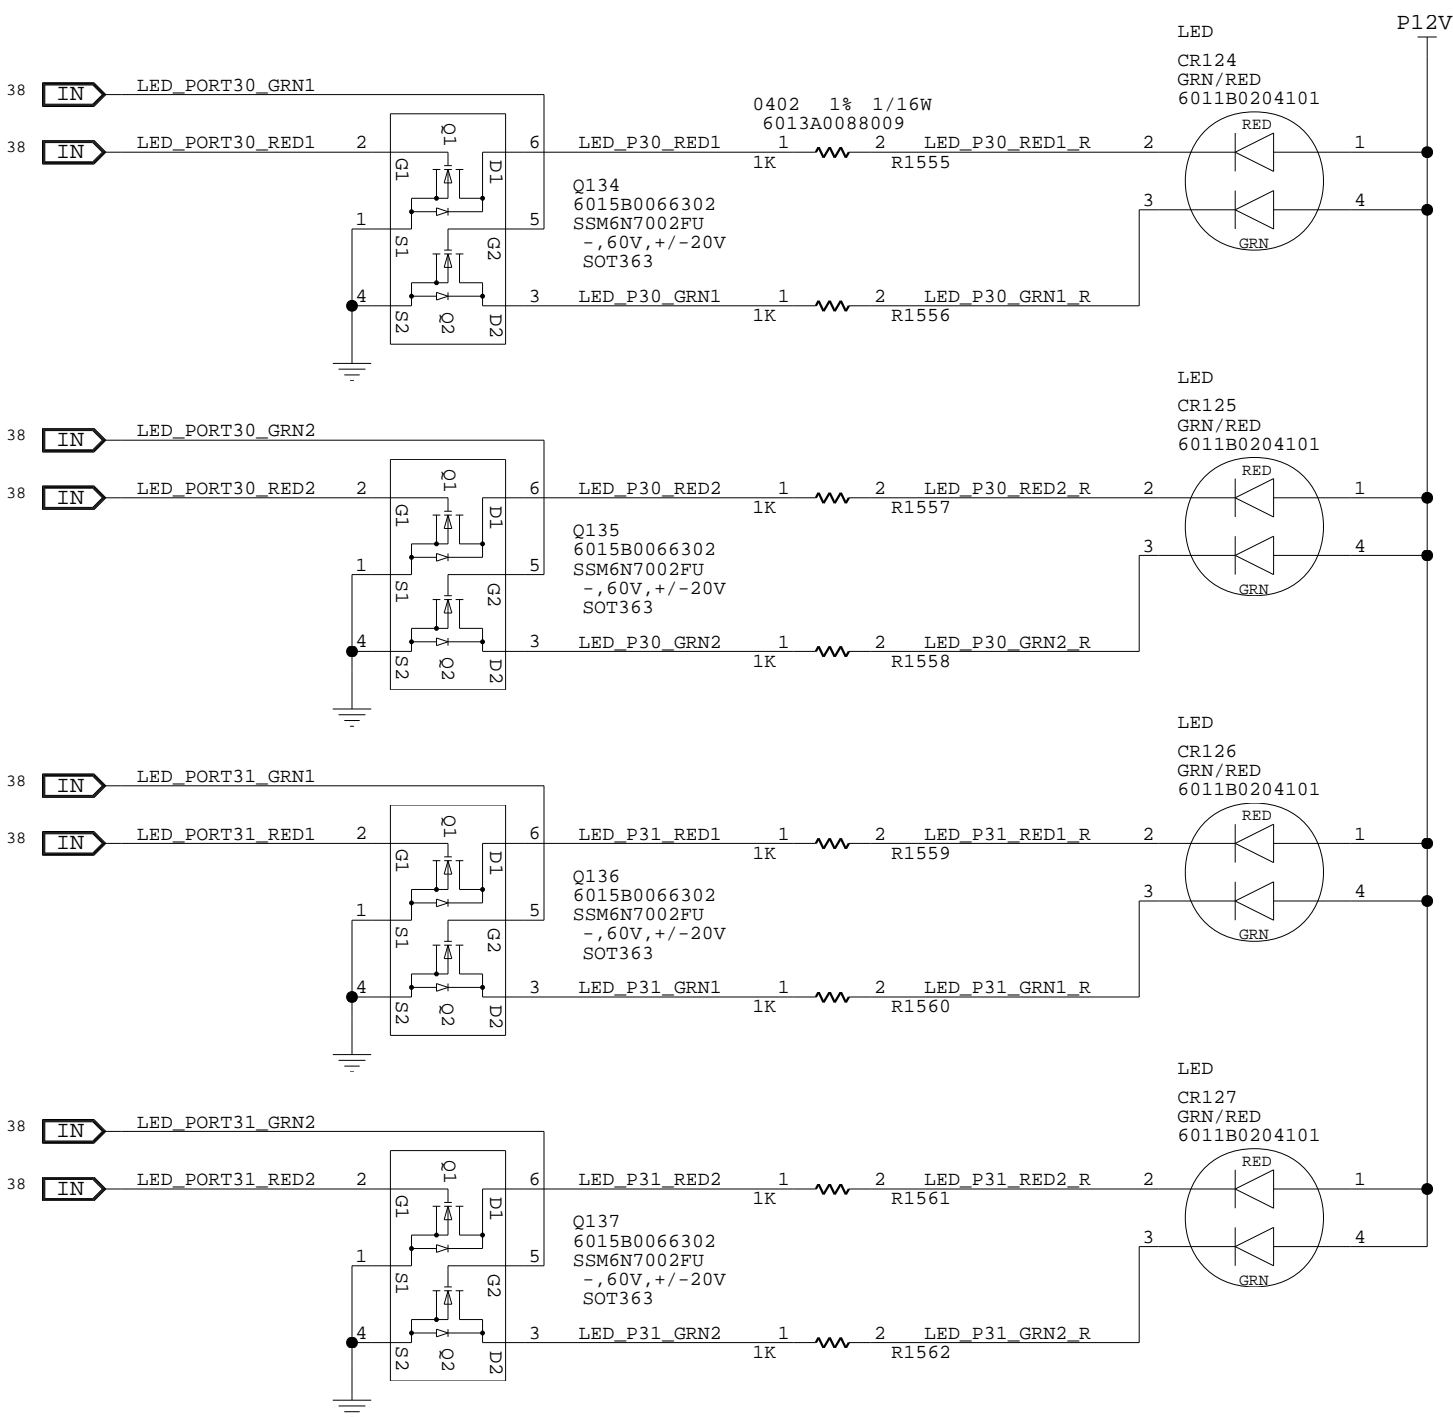 P12V
LED
CR124
GRN/RED
6011B0204101
38 IN LED_PORT30_GRN1
0402 1% 1/16W
6013A0088009
38 IN LED_PORT30_RED1 2 Q1 6 LED_P30_RED1 1 2 LED_P30_RED1_R 2 RED 1
G1 D1 1K R1555
Q134
6015B0066302
SSM6N7002FU
-,60V,+/-20V
SOT363
1 S1 G2 5 3 GRN 4
4 S2 Q2 D2 3 LED_P30_GRN1 1 2 LED_P30_GRN1_R
1K R1556
LED
CR125
GRN/RED
6011B0204101
38 IN LED_PORT30_GRN2
38 IN LED_PORT30_RED2 2 Q1 6 LED_P30_RED2 1 2 LED_P30_RED2_R 2 RED 1
G1 D1 1K R1557
Q135
6015B0066302
SSM6N7002FU
-,60V,+/-20V
SOT363
1 S1 G2 5 3 GRN 4
4 S2 Q2 D2 3 LED_P30_GRN2 1 2 LED_P30_GRN2_R
1K R1558
LED
CR126
GRN/RED
6011B0204101
38 IN LED_PORT31_GRN1
38 IN LED_PORT31_RED1 2 Q1 6 LED_P31_RED1 1 2 LED_P31_RED1_R 2 RED 1
G1 D1 1K R1559
Q136
6015B0066302
SSM6N7002FU
-,60V,+/-20V
SOT363
1 S1 G2 5 3 GRN 4
4 S2 Q2 D2 3 LED_P31_GRN1 1 2 LED_P31_GRN1_R
1K R1560
LED
CR127
GRN/RED
6011B0204101
38 IN LED_PORT31_GRN2
38 IN LED_PORT31_RED2 2 Q1 6 LED_P31_RED2 1 2 LED_P31_RED2_R 2 RED 1
G1 D1 1K R1561
Q137
6015B0066302
SSM6N7002FU
-,60V,+/-20V
SOT363
1 S1 G2 5 3 GRN 4
4 S2 Q2 D2 3 LED_P31_GRN2 1 2 LED_P31_GRN2_R
1K R1562